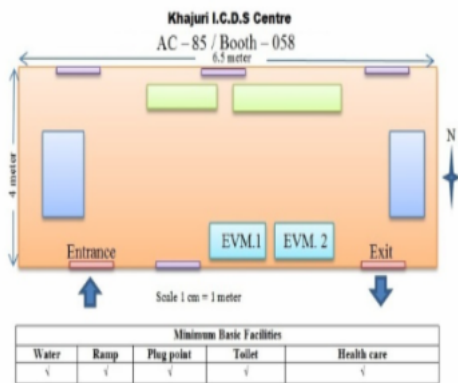 Khajuri I.C.D.S Centre
AC – 85 / Booth – 058
6.5 meter
4 meter
N
EVM.1 EVM. 2
Entrance Exit
Scale 1 cm = 1 meter
Minimum Basic Facilities
Water Ramp Plug point Toilet Health care
√ √ √ √ √